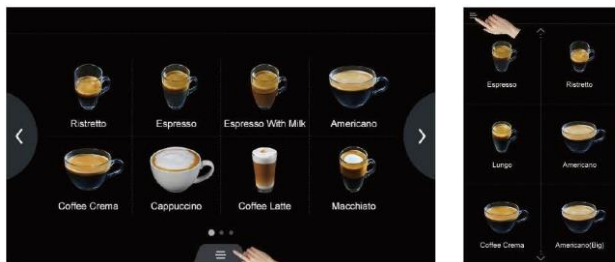 Ristretto Espresso Espresso With Milk Americano
Coffee Crema Cappuccino Coffee Latte Macchiato
Espresso Ristretto
Lungo Americano
Coffee Crema Americano(Big)